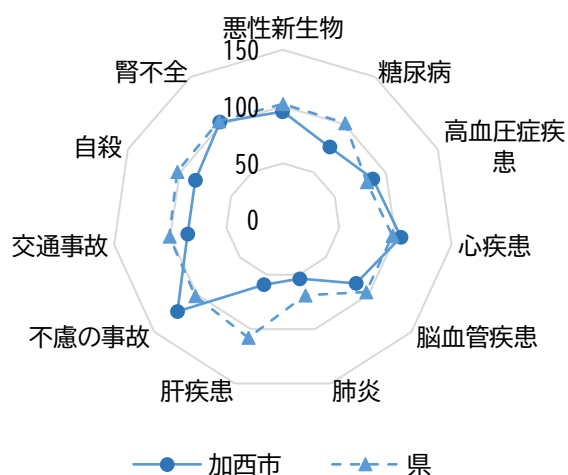 悪性新生物
150
腎不全
糖尿病
100
高血圧症疾
患
自殺
50
0
交通事故
心疾患
不慮の事故
脳血管疾患
肝疾患
肺炎
加西市
県